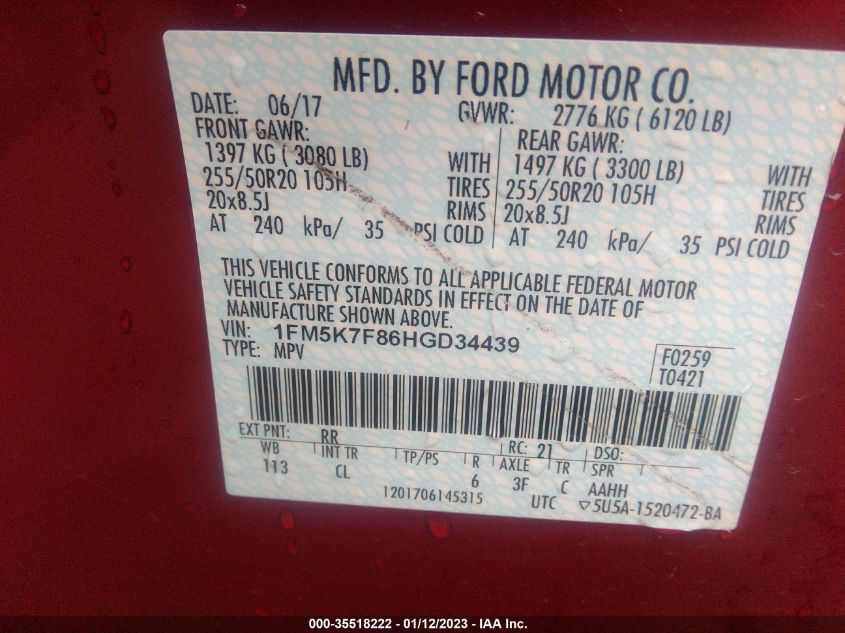 MFD. BY FORD MOTOR CO.
DATE: 06/17 GVWR: 2776 KG ( 6120 LB)
FRONT GAWR: REAR GAWR:
1397 KG ( 3080 LB) WITH 1497 KG ( 3300 LB) WITH
255/50R20 105H TIRES 255/50R20 105H TIRES
20x8.5J RIMS 20x8.5J RIMS
AT 240 kPa/ 35 PSI COLD AT 240 kPa/ 35 PSI COLD
THIS VEHICLE CONFORMS TO ALL APPLICABLE FEDERAL MOTOR
VEHICLE SAFETY STANDARDS IN EFFECT ON THE DATE OF
MANUFACTURE SHOWN ABOVE.
VIN: 1FM5K7F86HGD34439
TYPE: MPV
F0259
T0421
EXT PNT: RR RC: 21 DSO:
WB INT TR TP/PS R AXLE TR SPR
113 CL 6 3F C AAHH
1201706145315 UTC ▽5U5A-1520472-BA
000-35518222 - 01/12/2023 - IAA Inc.